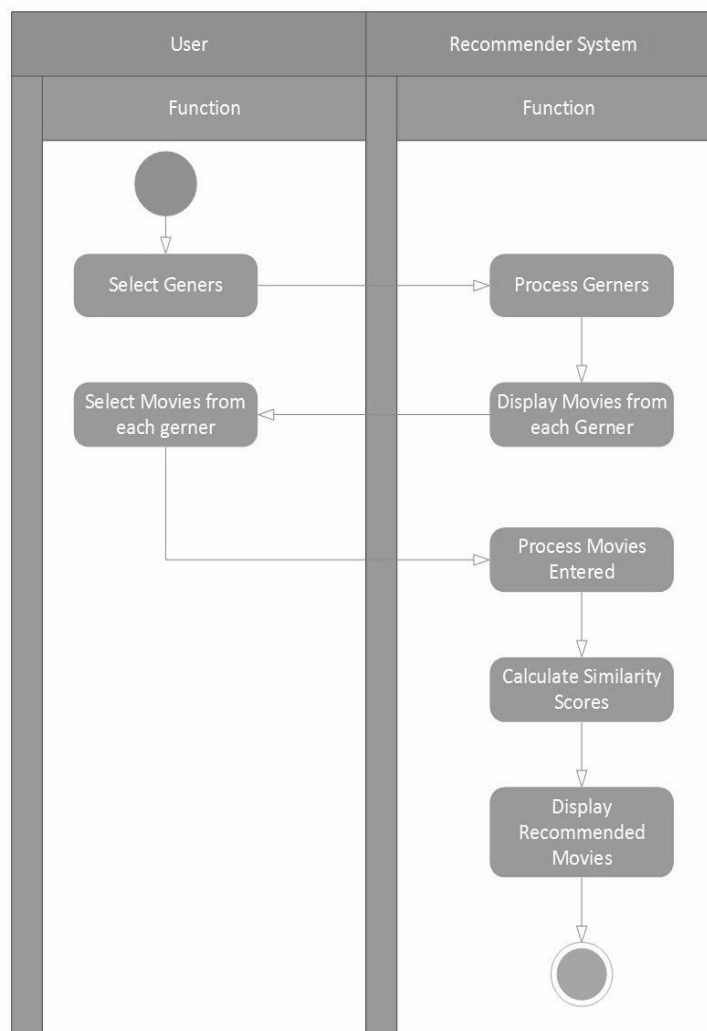 User
Recommender System
Function
Function
Select Geners
Process Gerners
Select Movies from
each gerner
Display Movies from
each Gerner
Process Movies
Entered
Calculate Similarity
Scores
Display
Recommended
Movies